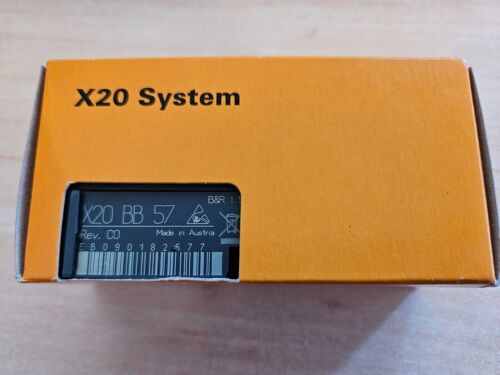 X20 System
B&R I S
X20 BB 57
Rev. C0
Made in Austria
E8090182677